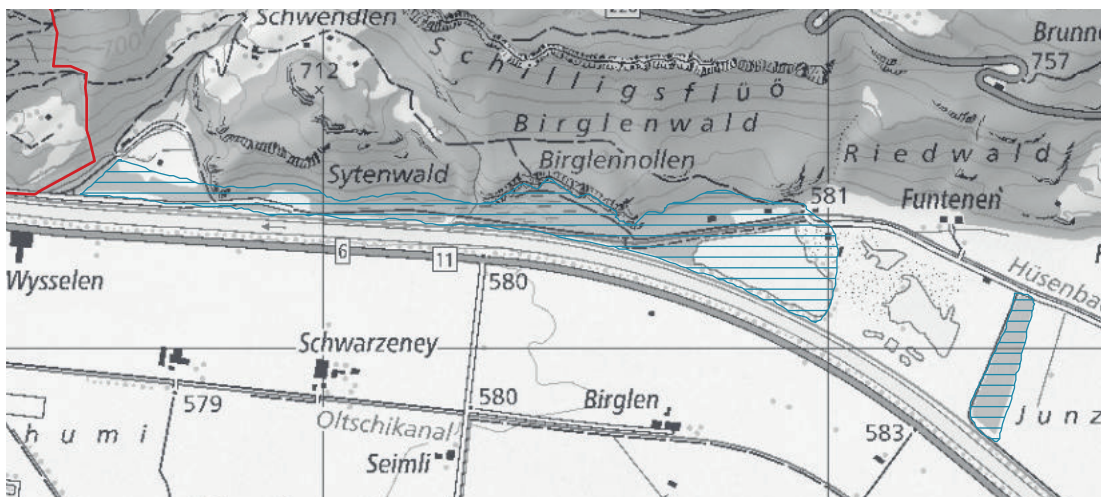 Schwendlen
700
712
Schiligsflüö
Brunn
757
Birglenwald
Birglennollen
Riedwald
Sytenwald
581
Funtenen
6
11
580
Wysselen
Hüsenba
Schwarzeney
580
Birglen
579
Oltschikanal
583
Junz
humi
Seimli